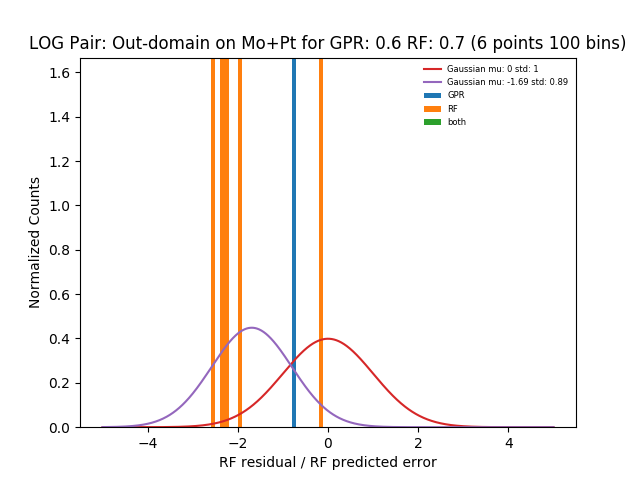 LOG Pair: Out-domain on Mo+Pt for GPR: 0.6 RF: 0.7 (6 points 100 bins)
Gaussian mu: 0 std: 1
Gaussian mu: -1.69 std: 0.89
GPR
RF
both
Normalized Counts
1.6
1.4
1.2
1.0
0.8
0.6
0.4
0.2
0.0
−4 −2 0 2 4
RF residual / RF predicted error